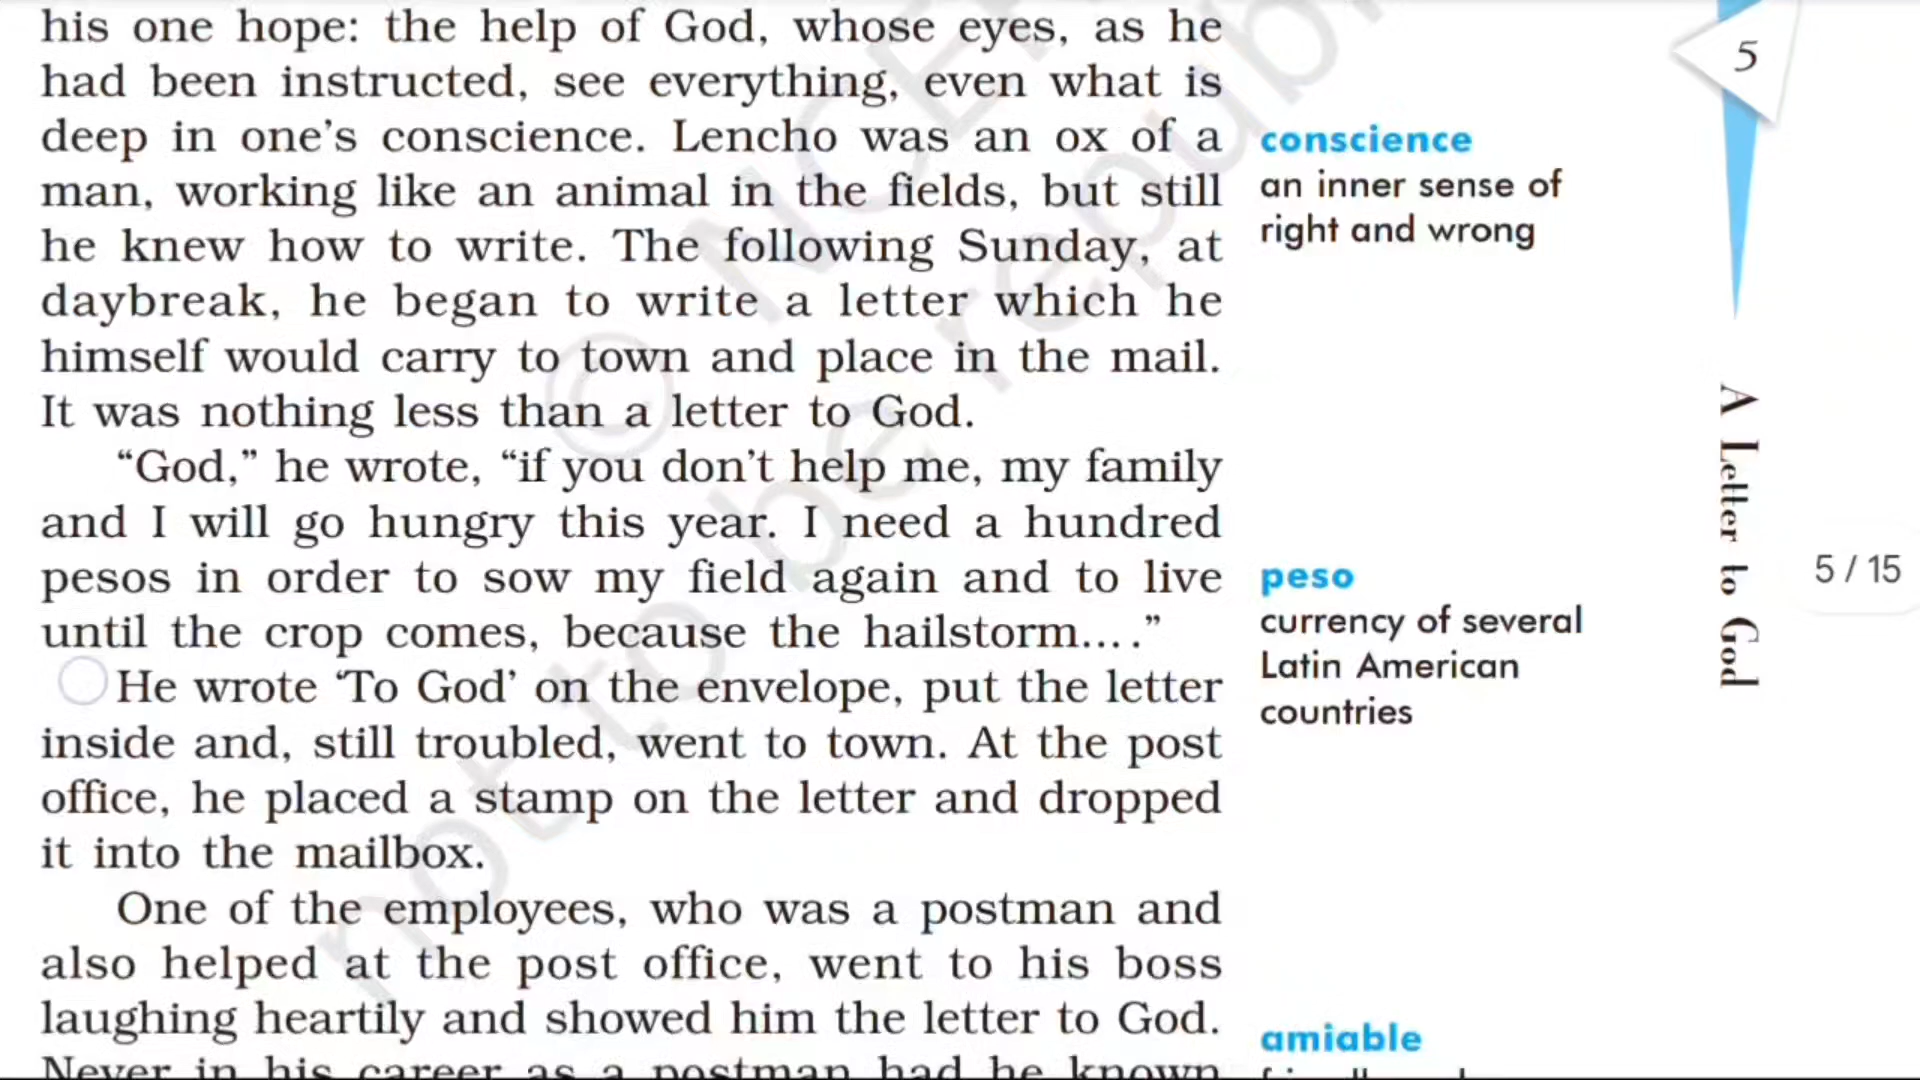 his one hope: the help of God, whose eyes, as he
had been instructed, see everything, even what is
deep in one's conscience. Lencho was an ox of a
man, working like an animal in the fields, but still
he knew how to write. The following Sunday, at
daybreak, he began to write a letter which he
himself would carry to town and place in the mail.
It was nothing less than a letter to God.
“God,” he wrote, “if you don’t help me, my family
and I will go hungry this year. I need a hundred
pesos in order to sow my field again and to live
until the crop comes, because the hailstorm....”
He wrote ‘To God’ on the envelope, put the letter
inside and, still troubled, went to town. At the post
office, he placed a stamp on the letter and dropped
it into the mailbox.
One of the employees, who was a postman and
also helped at the post office, went to his boss
laughing heartily and showed him the letter to God.
Never in his career as a postman had he known
conscience
an inner sense of
right and wrong
peso
currency of several
Latin American
countries
amiable
5
A Letter to God
5 / 15
© NCE
not to be republ